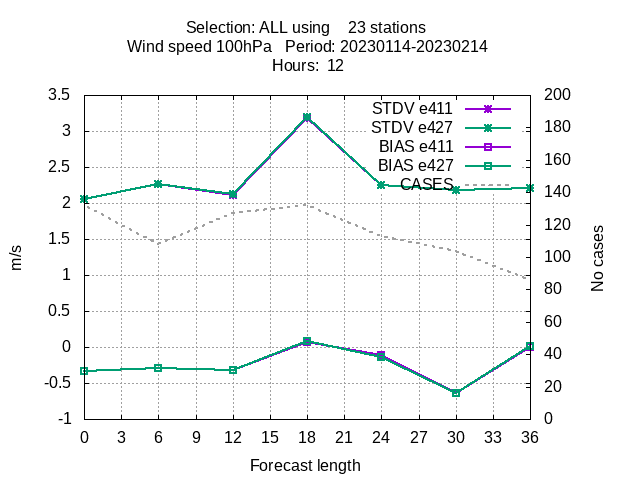 Selection: ALL using    23 stations
Wind speed 100hPa   Period: 20230114-20230214
Hours:  12
3.5
3
2.5
2
1.5
1
0.5
0
-0.5
-1
m/s
STDV e411
STDV e427
BIAS e411
BIAS e427
CASES
200
180
160
140
120
100
80
60
40
20
0
No cases
0 3 6 9 12 15 18 21 24 27 30 33 36
Forecast length